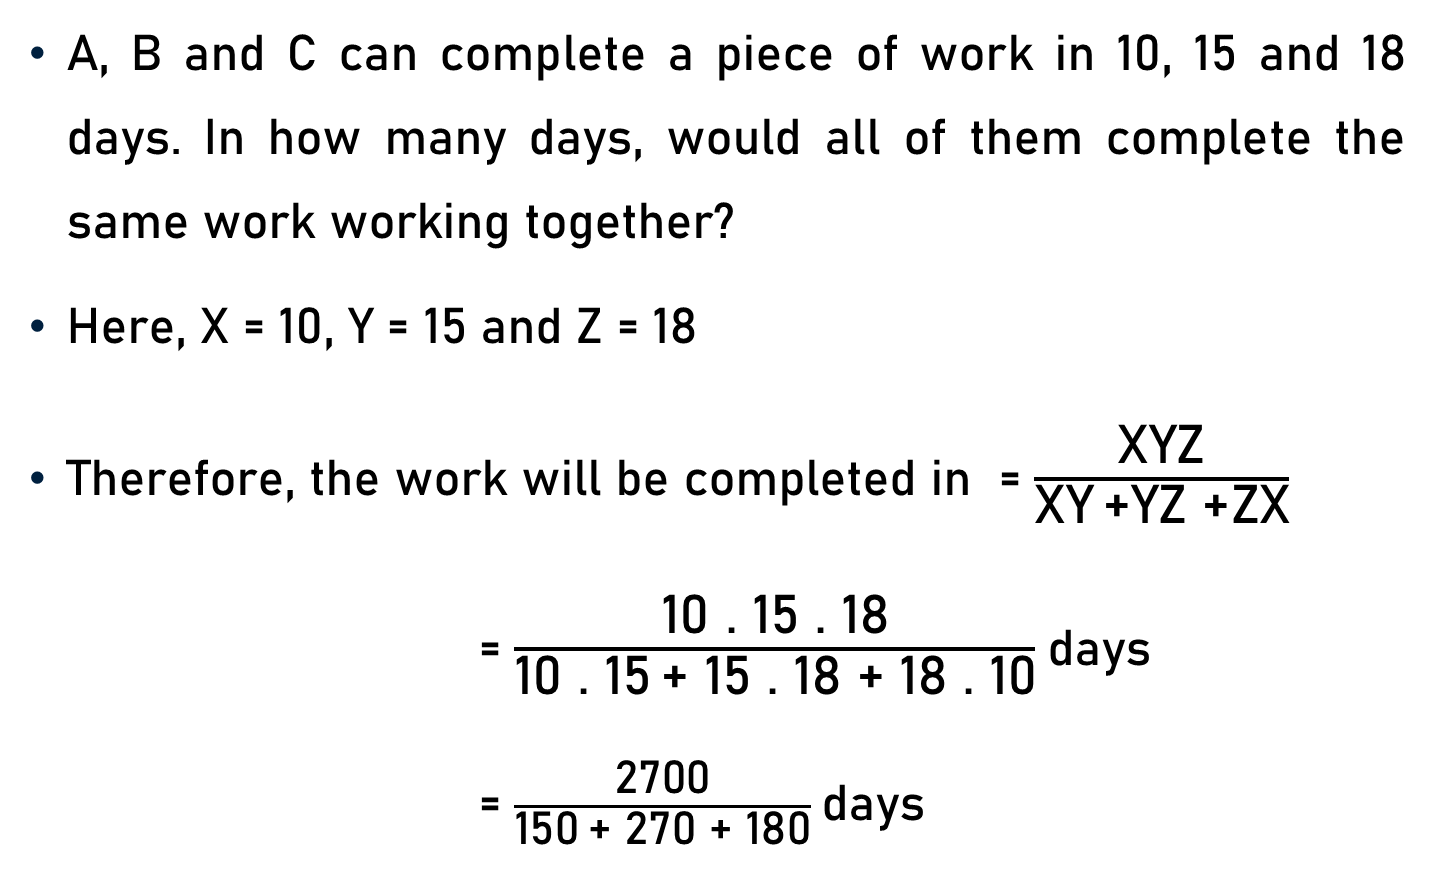 • A, B and C can complete a piece of work in 10, 15 and 18
days. In how many days, would all of them complete the
same work working together?
• Here, X = 10, Y = 15 and Z = 18
• Therefore, the work will be completed in = XYZ
XY +YZ +ZX
= 10 . 15 . 18
10 . 15 + 15 . 18 + 18 . 10 days
= 2700
150 + 270 + 180 days